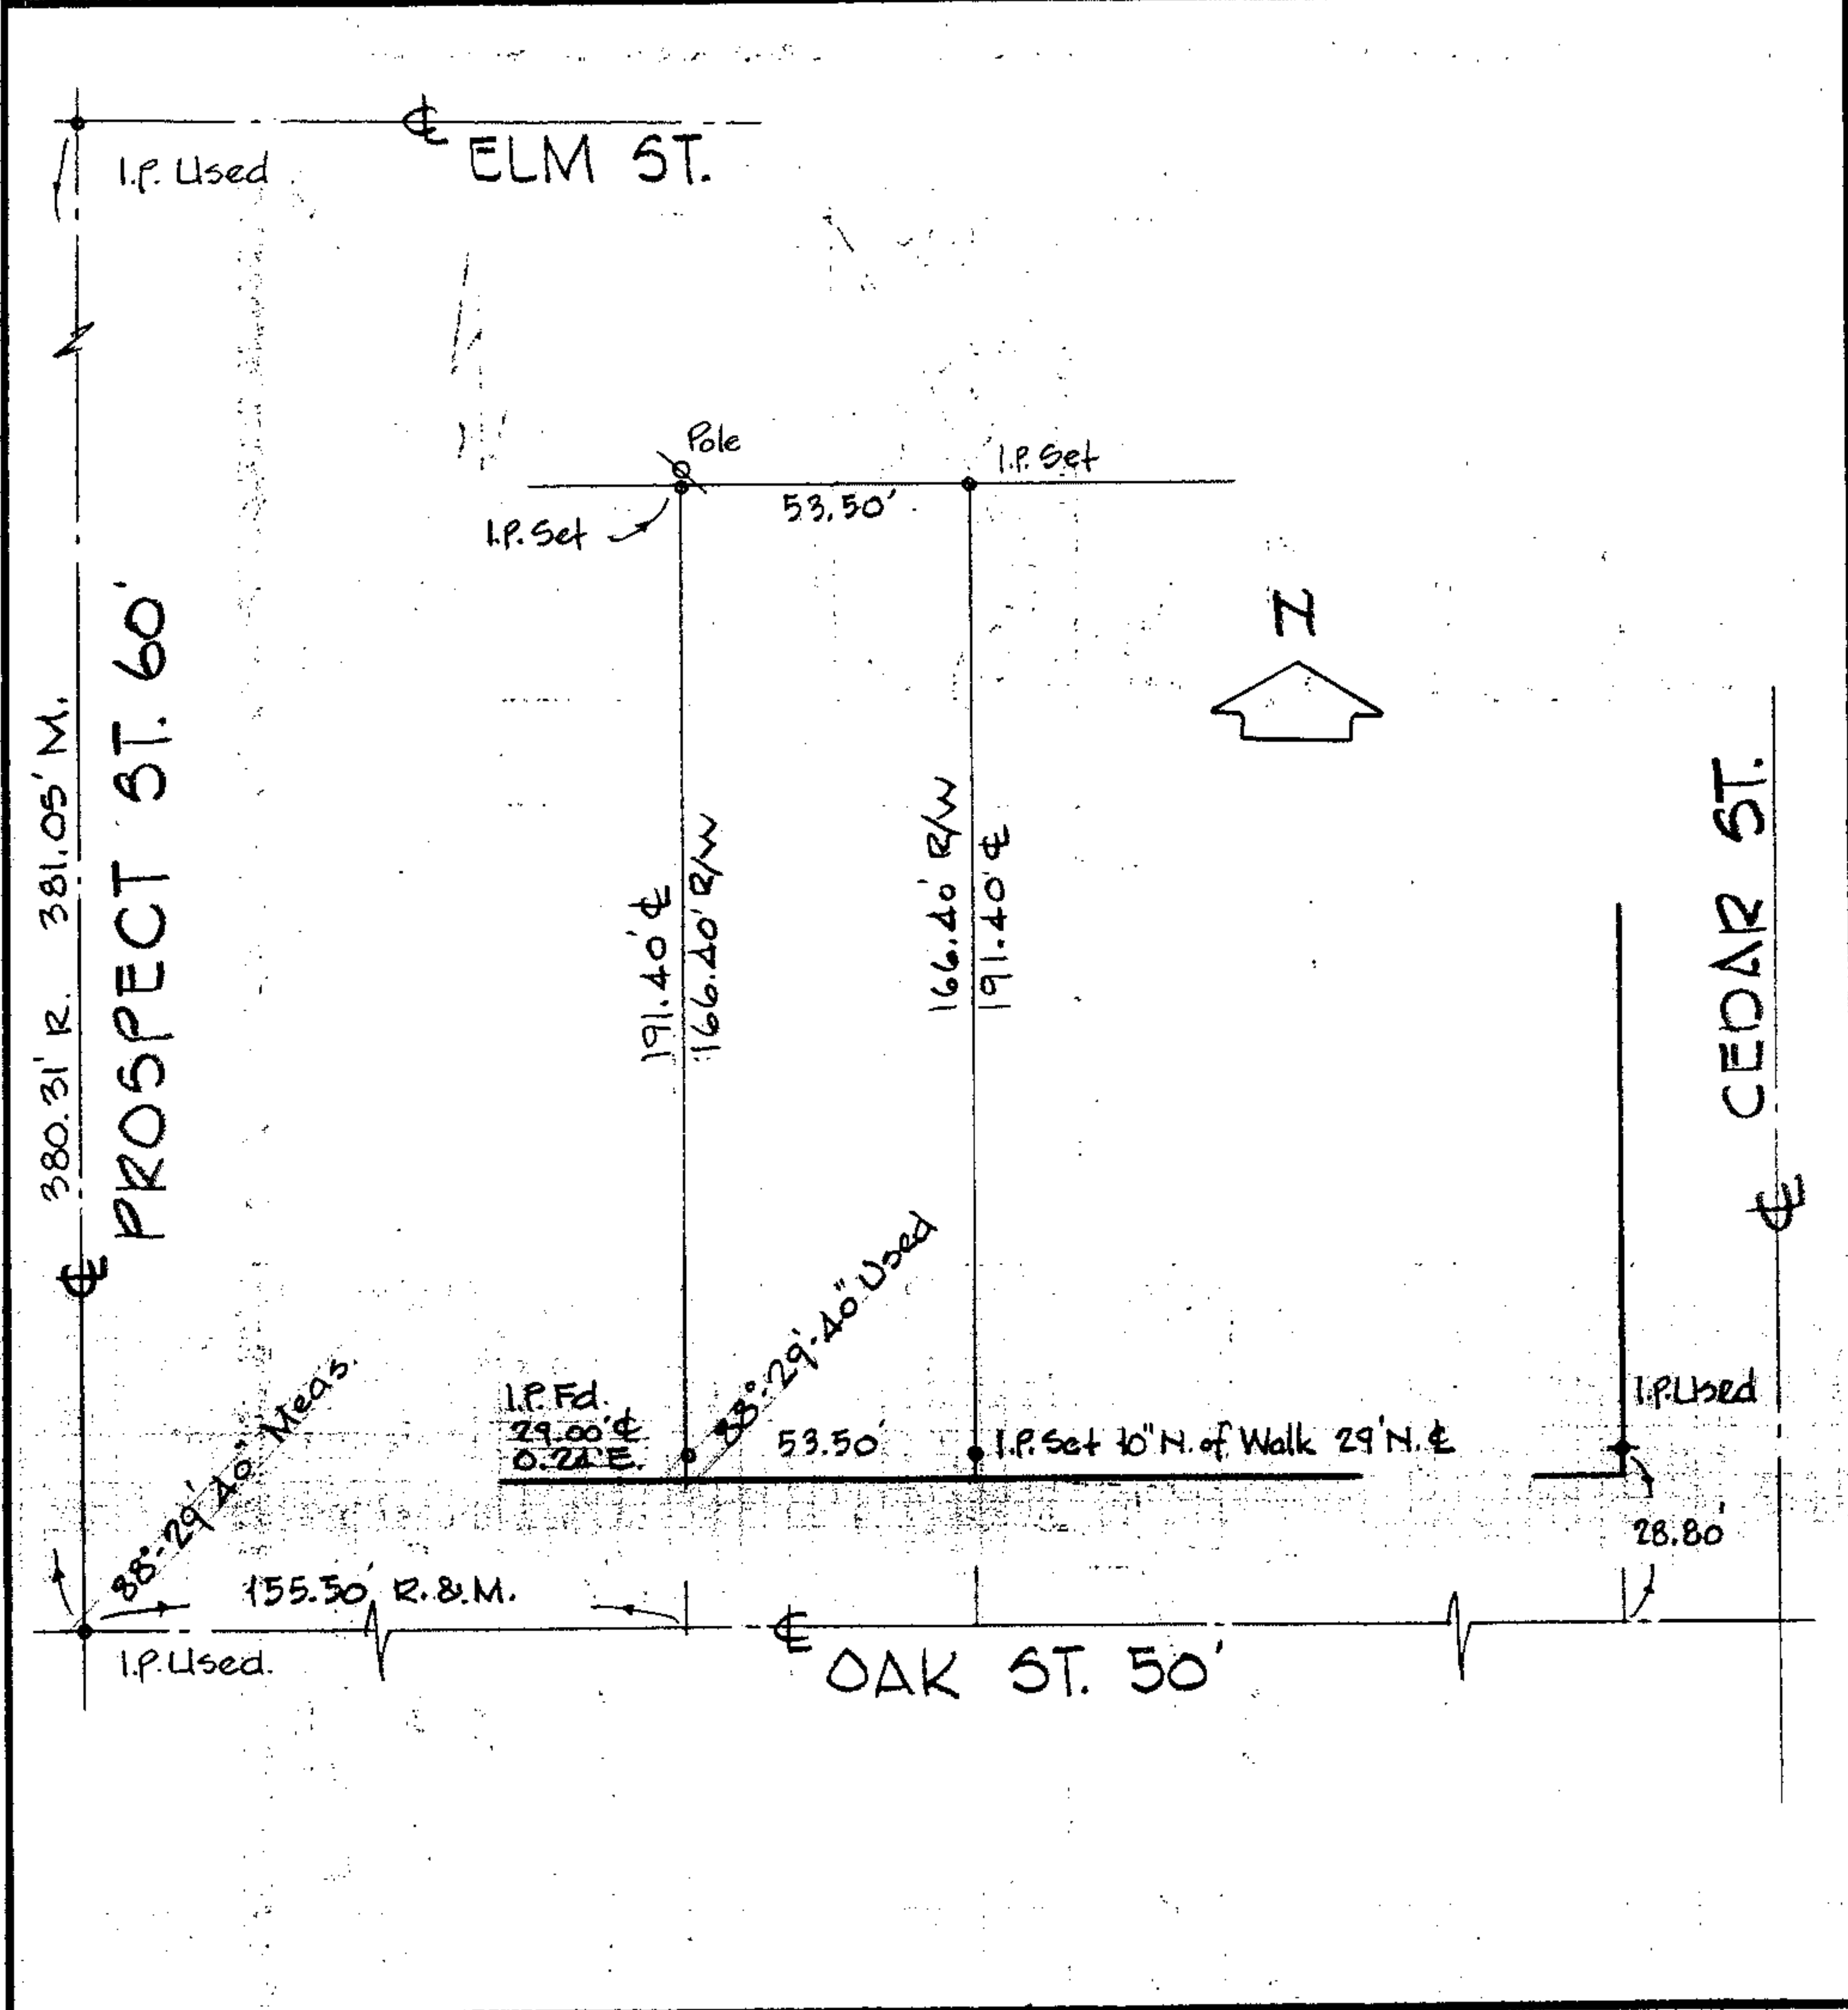 ℄ ELM ST.
I.P. Used
Pole
I.P. Set
53.50'
I.P. Set
N
380.31' R. 381.05' M.
PROSPECT ST. 60'
℄
191.40' ℄
166.40' R/W
166.40' R/W
191.40' ℄
CEDAR ST.
℄
88°-29'-40" Meas.
I.P. Fd.
29.00' ℄
0.24 E.
88°-29'-40" Used
53.50'
I.P. Set 10" N. of Walk 29' N. ℄
I.P. Used
28.80'
155.50' R. & M.
I.P. Used.
℄ OAK ST. 50'